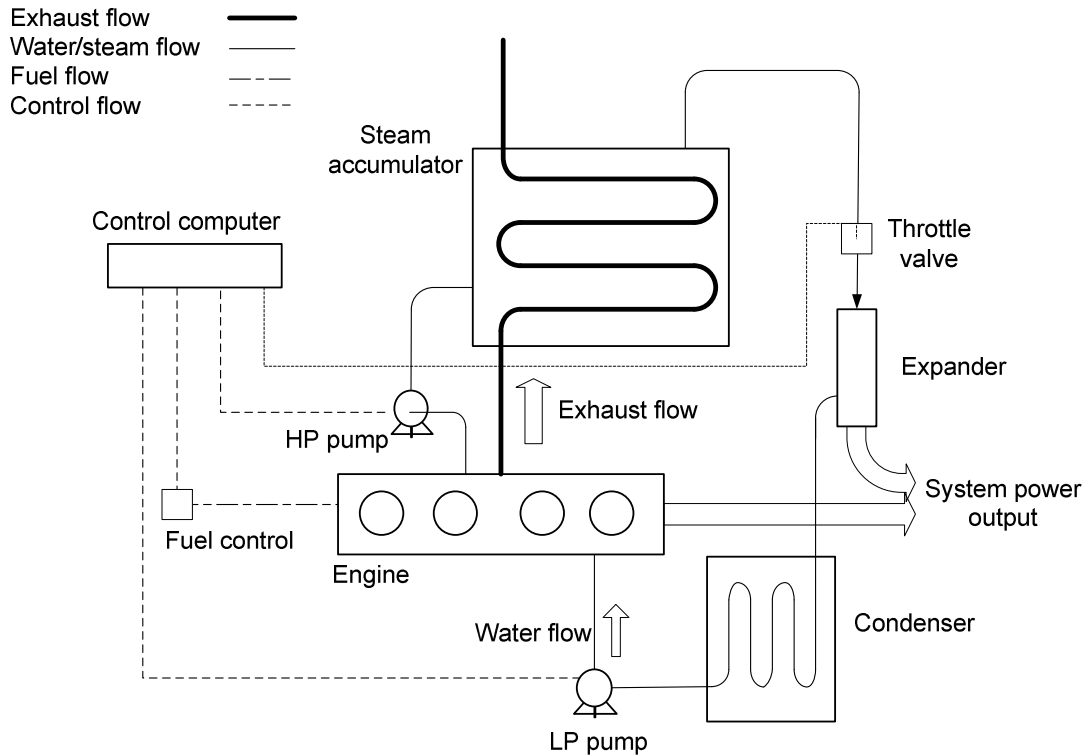 Exhaust flow
Water/steam flow
Fuel flow
Control flow
Steam
accumulator
Control computer
Throttle
valve
Expander
Exhaust flow
HP pump
System power
output
Fuel control
Engine
Water flow
Condenser
LP pump